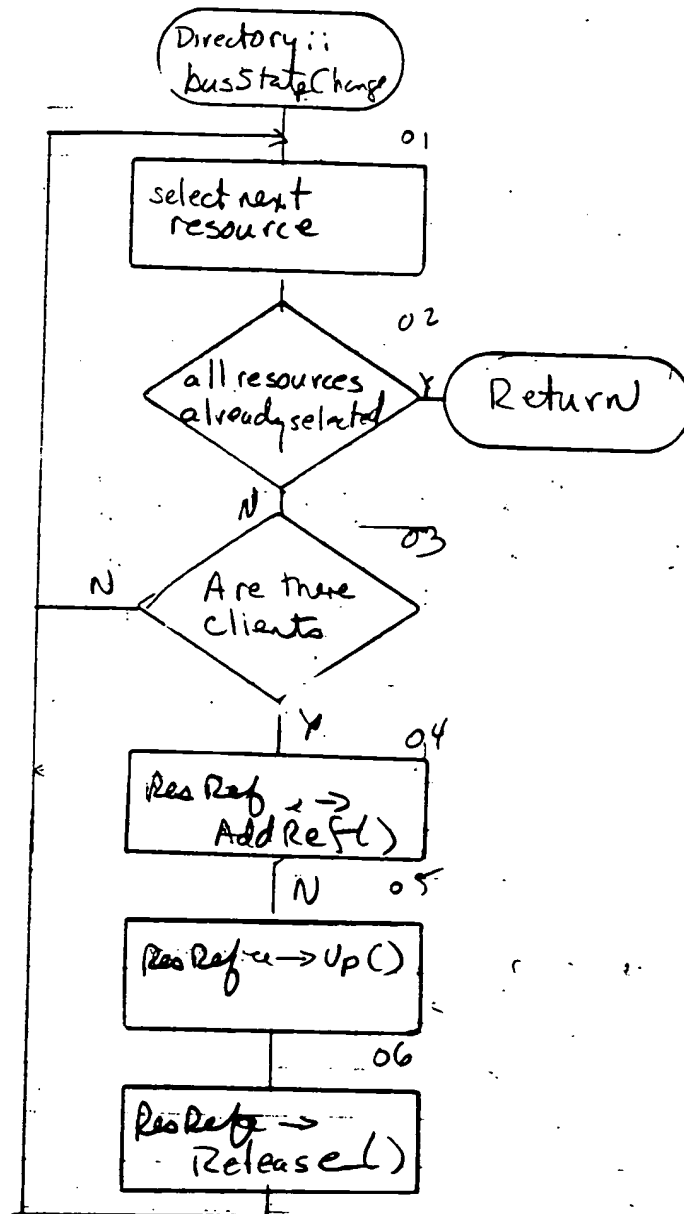 Directory::
busStateChange
01
select next
resource
02
all resources
already selected
Y
Return
N
03
Are there
clients
N
Y
04
ResRef →
AddRef()
N
05
ResRef → Up()
06
ResRef →
Release()